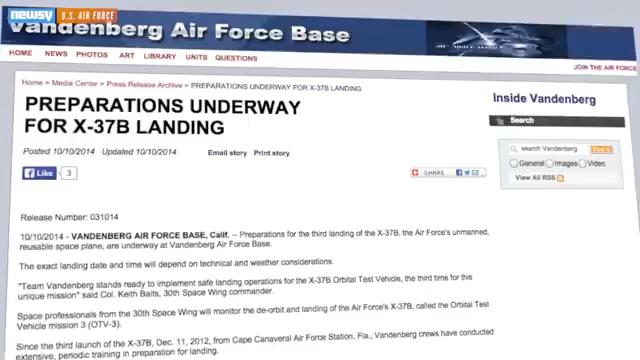 newsy U.S. AIR FORCE
Vandenberg Air Force Base
HOME NEWS PHOTOS ART LIBRARY UNITS QUESTIONS
JOIN THE AIR FORCE
Home > Media Center > Press Release Archive > PREPARATIONS UNDERWAY FOR X-37B LANDING
PREPARATIONS UNDERWAY
FOR X-37B LANDING
Posted 10/10/2014 Updated 10/10/2014 Email story Print story
Like 3
SHARE
Inside Vandenberg
Search
search Vandenberg
General Images Video
View All RSS
Release Number: 031014
10/10/2014 - VANDENBERG AIR FORCE BASE, Calif. -- Preparations for the third landing of the X-37B, the Air Force's unmanned,
reusable space plane, are underway at Vandenberg Air Force Base.
The exact landing date and time will depend on technical and weather considerations.
"Team Vandenberg stands ready to implement safe landing operations for the X-37B Orbital Test Vehicle, the third time for this
unique mission" said Col. Keith Balts, 30th Space Wing commander.
Space professionals from the 30th Space Wing will monitor the de-orbit and landing of the Air Force's X-37B, called the Orbital Test
Vehicle mission 3 (OTV-3).
Since the third launch of the X-37B, Dec. 11, 2012, from Cape Canaveral Air Force Station, Fla., Vandenberg crews have conducted
extensive, periodic training in preparation for landing.